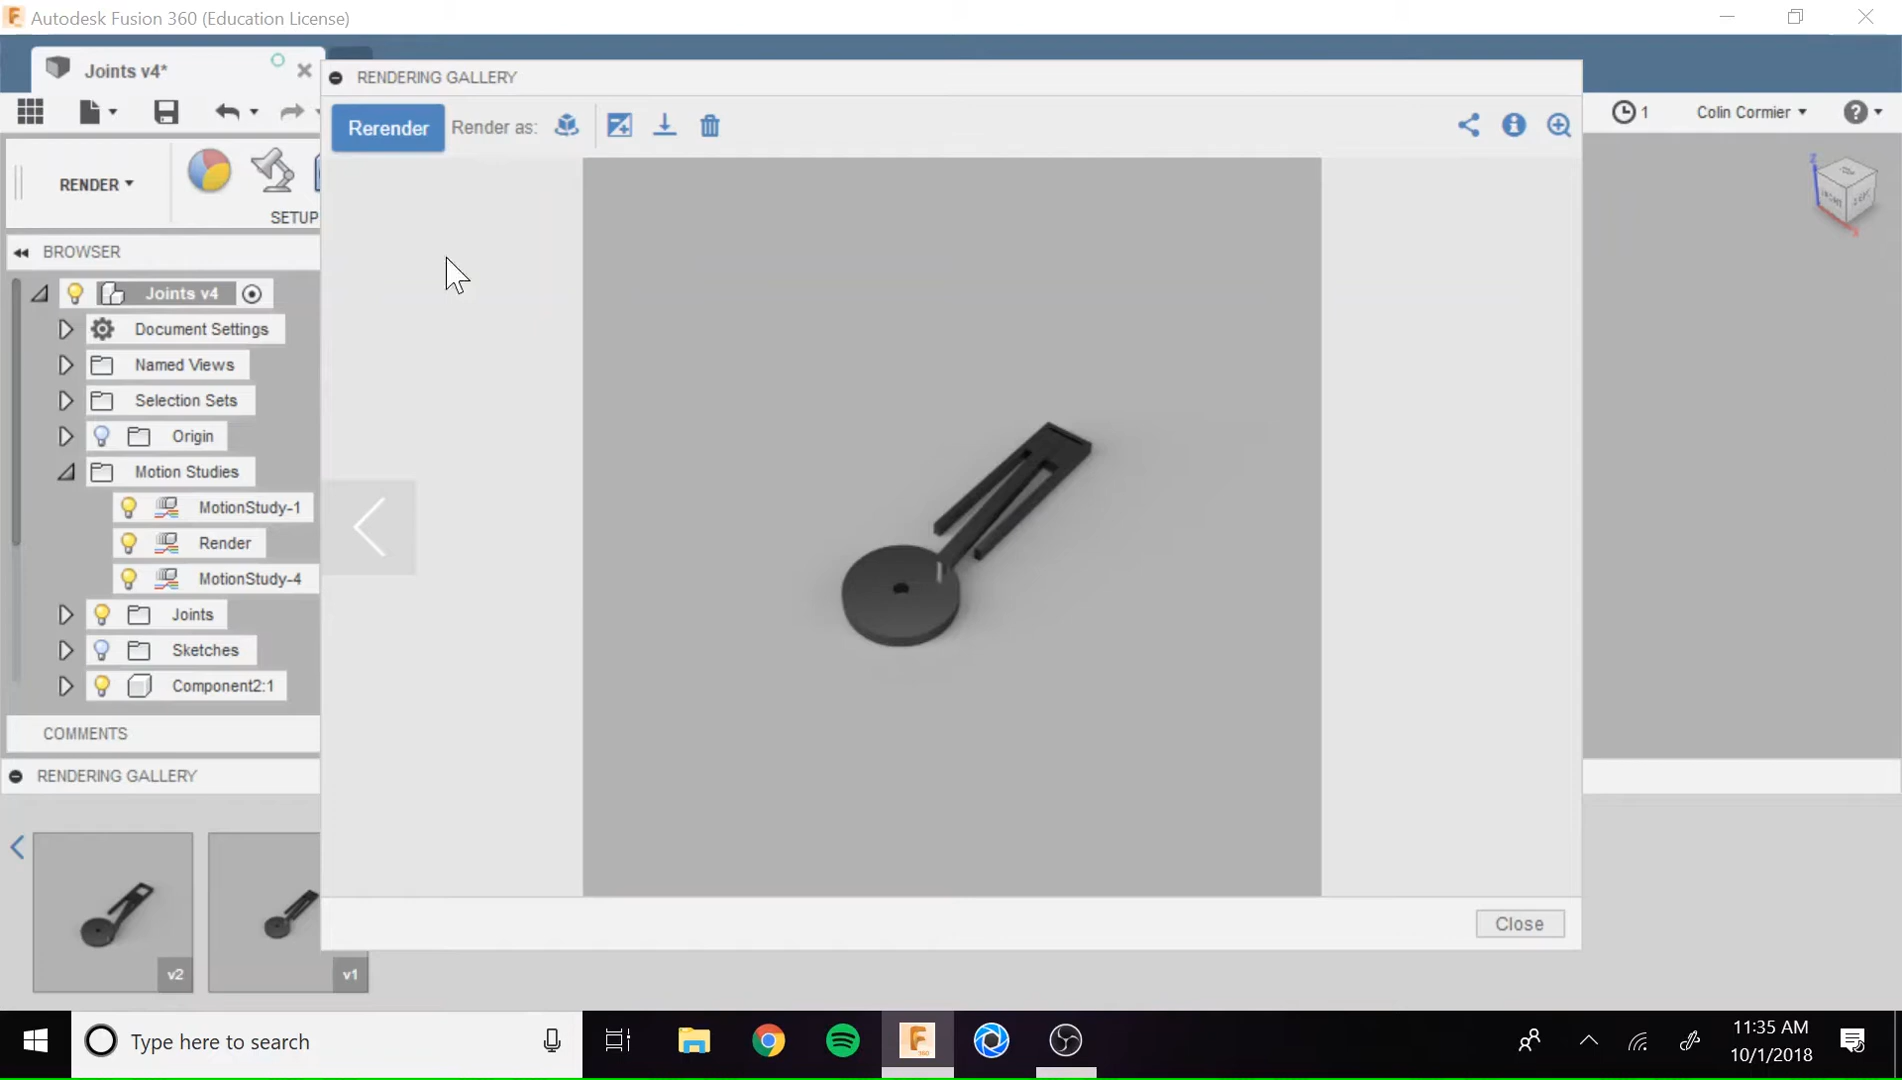 Autodesk Fusion 360 (Education License)
Joints v4*
RENDERING GALLERY
Rerender
Render as:
1
Colin Cormier
?
RENDER
SETUP
BROWSER
Joints v4
Document Settings
Named Views
Selection Sets
Origin
Motion Studies
MotionStudy-1
Render
MotionStudy-4
Joints
Sketches
Component2:1
COMMENTS
RENDERING GALLERY
v2
v1
Close
Type here to search
11:35 AM
10/1/2018